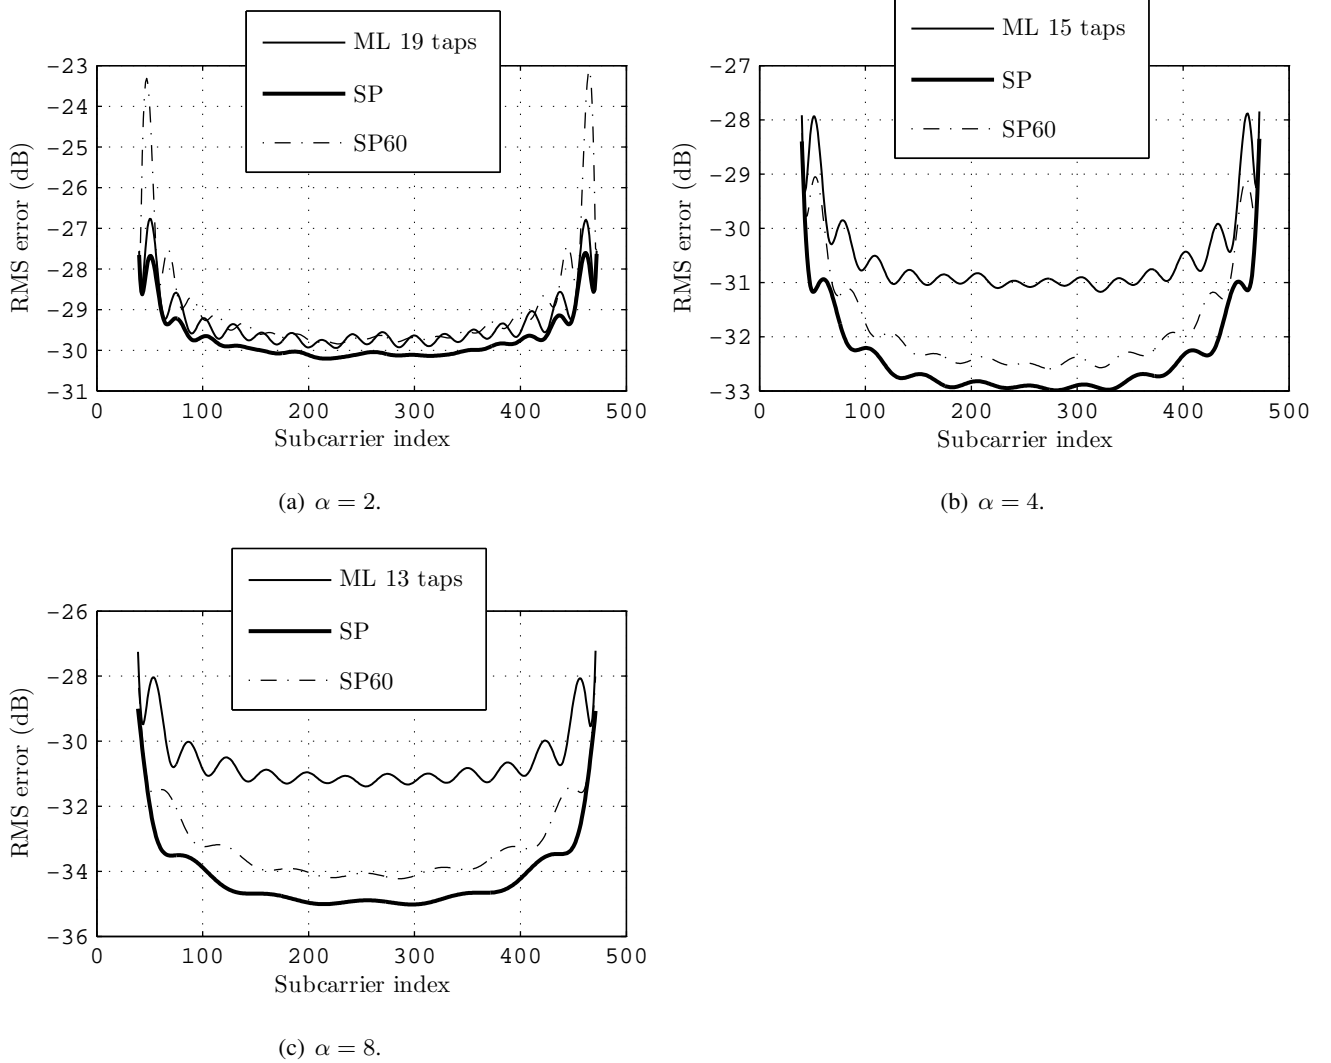 ML 19 taps
SP
SP60
−23
−24
−25
−26
−27
−28
−29
−30
−31
RMS error (dB)
0 100 200 300 400 500
Subcarrier index
(a) α = 2.
ML 15 taps
SP
SP60
−27
−28
−29
−30
−31
−32
−33
RMS error (dB)
0 100 200 300 400 500
Subcarrier index
(b) α = 4.
ML 13 taps
SP
SP60
−26
−28
−30
−32
−34
−36
RMS error (dB)
0 100 200 300 400 500
Subcarrier index
(c) α = 8.